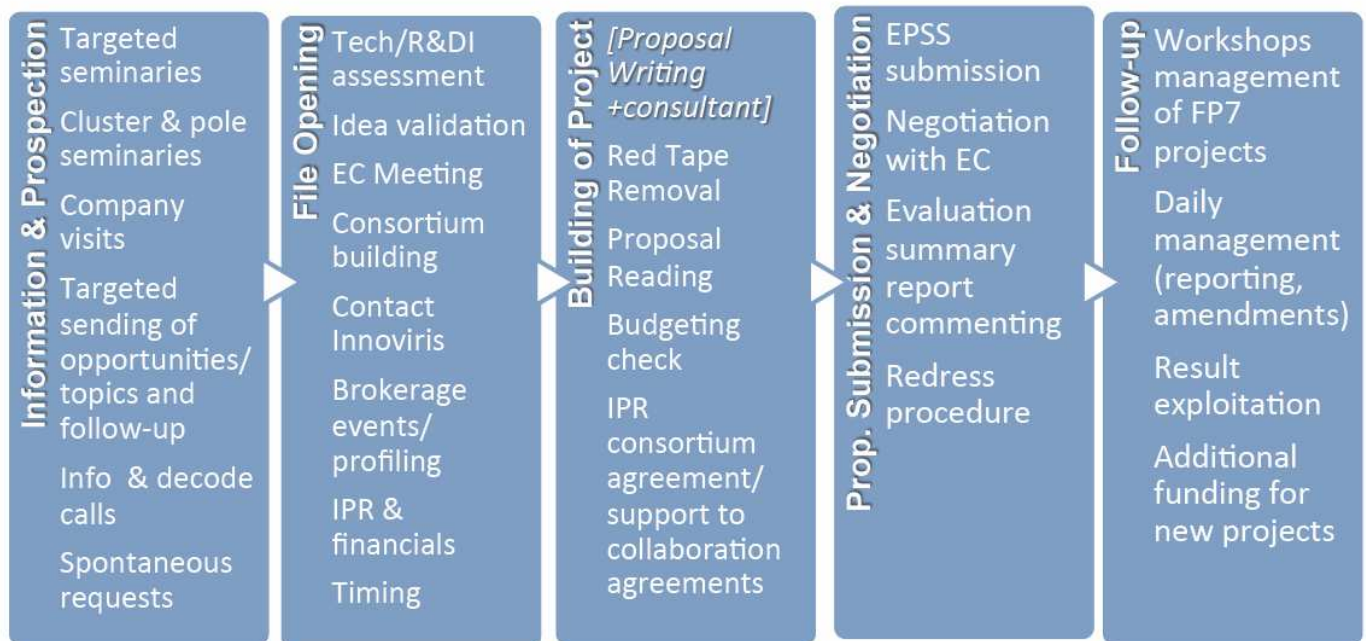 Information & Prospection
Targeted
seminaries
Cluster & pole
seminaries
Company
visits
Targeted
sending of
opportunities/
topics and
follow-up
Info & decode
calls
Spontaneous
requests
File Opening
Tech/R&DI
assessment
Idea validation
EC Meeting
Consortium
building
Contact
Innoviris
Brokerage
events/
profiling
IPR &
financials
Timing
Building of Project
[Proposal
Writing
+consultant]
Red Tape
Removal
Proposal
Reading
Budgeting
check
IPR
consortium
agreement/
support to
collaboration
agreements
Prop. Submission & Negotiation
EPSS
submission
Negotiation
with EC
Evaluation
summary
report
commenting
Redress
procedure
Follow-up
Workshops
management
of FP7
projects
Daily
management
(reporting,
amendments)
Result
exploitation
Additional
funding for
new projects